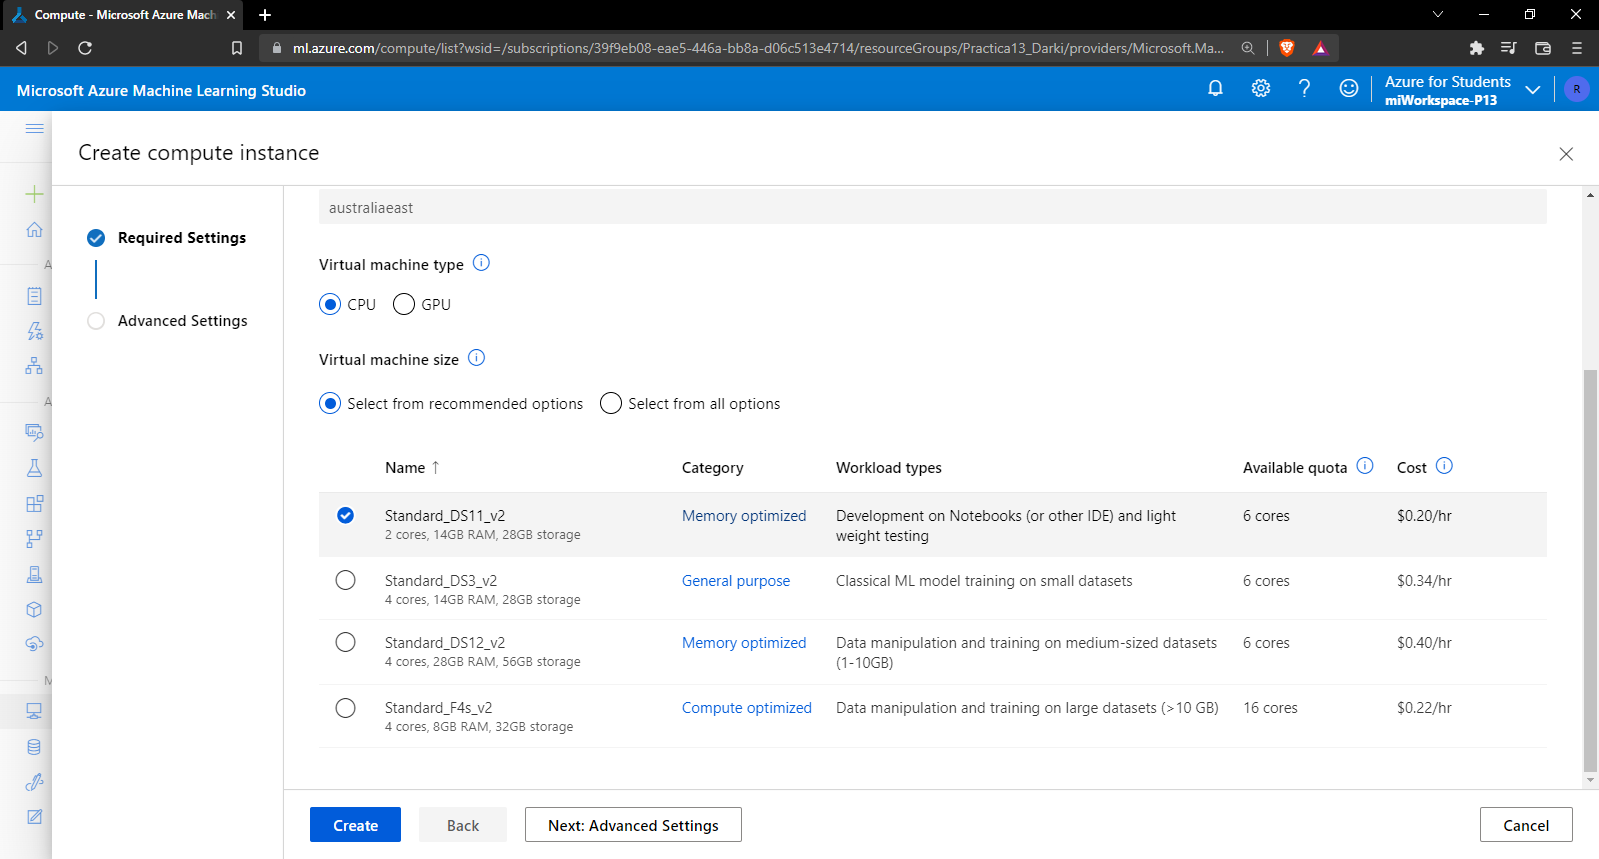 Compute - Microsoft Azure Mach
ml.azure.com/compute/list?wsid=/subscriptions/39f9eb08-eae5-446a-bb8a-d06c513e4714/resourceGroups/Practica13_Darki/providers/Microsoft.Ma...
Microsoft Azure Machine Learning Studio
Azure for Students
miWorkspace-P13
R
Create compute instance
A
A
M
Required Settings
Advanced Settings
australiaeast
Virtual machine type
CPU GPU
Virtual machine size
Select from recommended options Select from all options
Name ↑ Category Workload types Available quota Cost
Standard_DS11_v2 Memory optimized Development on Notebooks (or other IDE) and light 6 cores $0.20/hr
2 cores, 14GB RAM, 28GB storage weight testing
Standard_DS3_v2 General purpose Classical ML model training on small datasets 6 cores $0.34/hr
4 cores, 14GB RAM, 28GB storage
Standard_DS12_v2 Memory optimized Data manipulation and training on medium-sized datasets 6 cores $0.40/hr
4 cores, 28GB RAM, 56GB storage (1-10GB)
Standard_F4s_v2 Compute optimized Data manipulation and training on large datasets (>10 GB) 16 cores $0.22/hr
4 cores, 8GB RAM, 32GB storage
Create Back Next: Advanced Settings Cancel